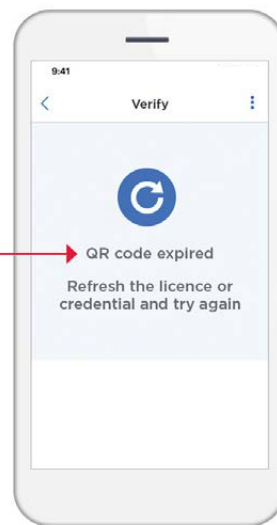 9:41
Verify
QR code expired
Refresh the licence or
credential and try again